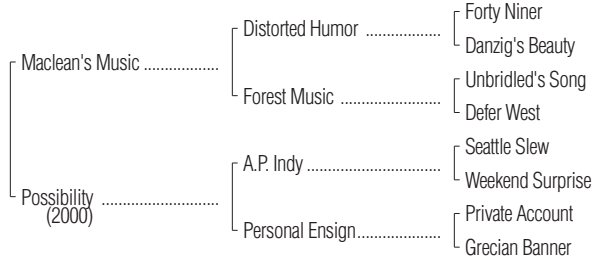 Forty Niner
Distorted Humor ..................
Danzig's Beauty
Maclean's Music ..................
Unbridled's Song
Forest Music ........................
Defer West
Seattle Slew
A.P. Indy ................................
Weekend Surprise
Possibility ............................
(2000)
Private Account
Personal Ensign....................
Grecian Banner